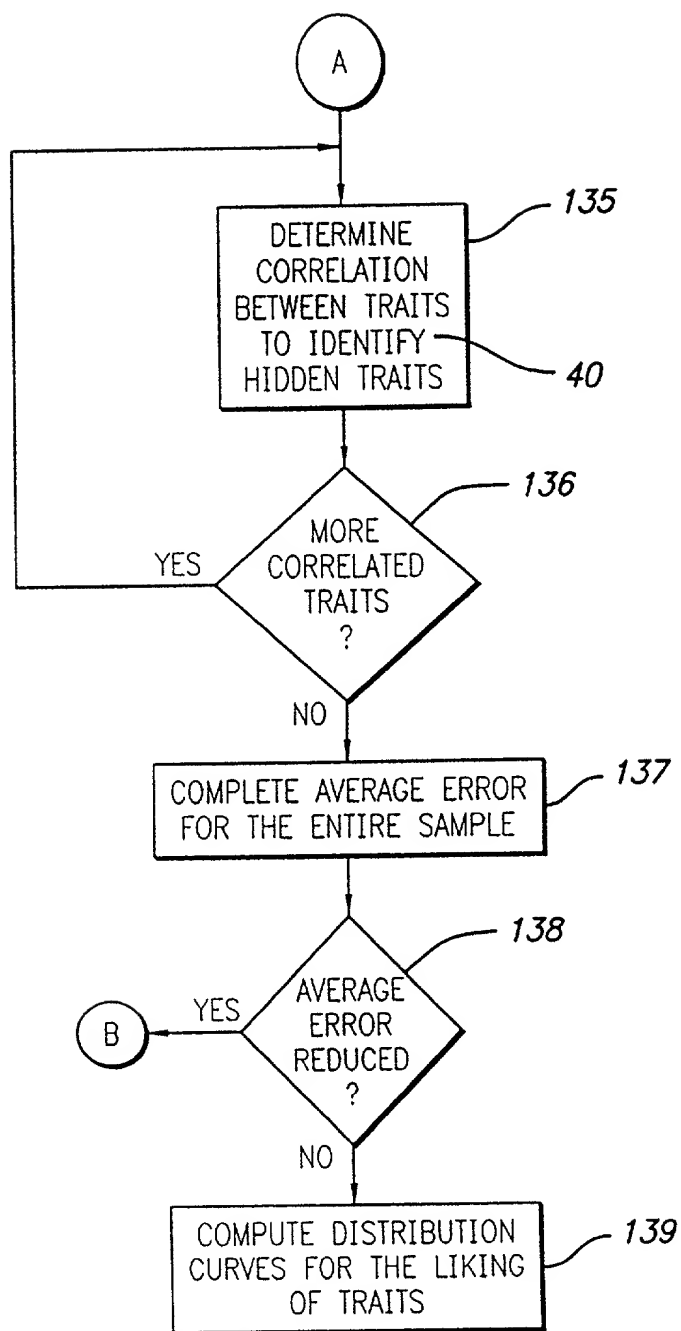 A
135
DETERMINE
CORRELATION
BETWEEN TRAITS
TO IDENTIFY
HIDDEN TRAITS
40
136
MORE
CORRELATED
TRAITS
?
YES
NO
137
COMPLETE AVERAGE ERROR
FOR THE ENTIRE SAMPLE
138
AVERAGE
ERROR
REDUCED
?
YES
B
NO
139
COMPUTE DISTRIBUTION
CURVES FOR THE LIKING
OF TRAITS